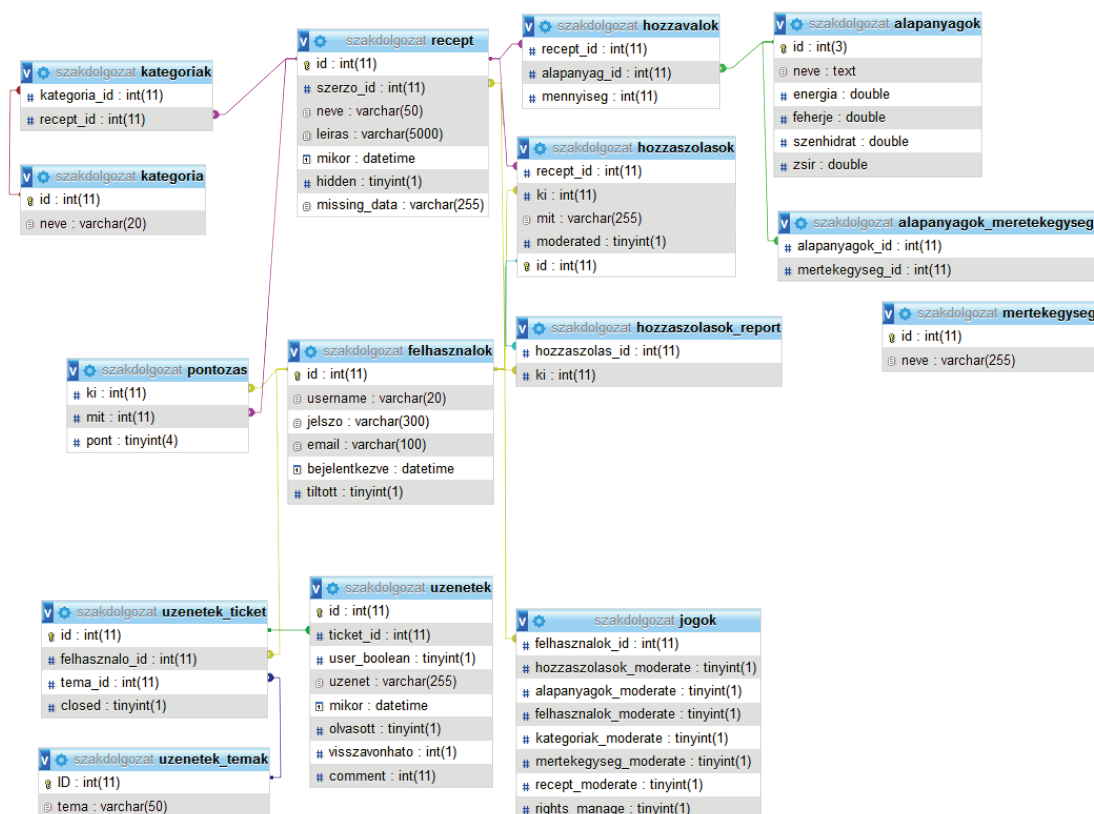 szakdolgozat kategoriak
kategoria_id : int(11)
recept_id : int(11)
szakdolgozat kategoria
id : int(11)
neve : varchar(20)
szakdolgozat recept
id : int(11)
szerzo_id : int(11)
neve : varchar(50)
leiras : varchar(5000)
mikor : datetime
hidden : tinyint(1)
missing_data : varchar(255)
szakdolgozat hozzavalok
recept_id : int(11)
alapanyag_id : int(11)
mennyiseg : int(11)
szakdolgozat alapanyagok
id : int(3)
neve : text
energia : double
feherje : double
szenhidrat : double
zsir : double
szakdolgozat hozzaszolasok
recept_id : int(11)
ki : int(11)
mit : varchar(255)
moderated : tinyint(1)
id : int(11)
szakdolgozat alapanyagok_meretekegyseg
alapanyagok_id : int(11)
mertekegyseg_id : int(11)
szakdolgozat mertekegyseg
id : int(11)
neve : varchar(255)
szakdolgozat hozzaszolasok_report
hozzaszolas_id : int(11)
ki : int(11)
szakdolgozat pontozas
ki : int(11)
mit : int(11)
pont : tinyint(4)
szakdolgozat felhasznalok
id : int(11)
username : varchar(20)
jelszo : varchar(300)
email : varchar(100)
bejelentkezve : datetime
tiltott : tinyint(1)
szakdolgozat uzenetek_ticket
id : int(11)
felhasznalo_id : int(11)
tema_id : int(11)
closed : tinyint(1)
szakdolgozat uzenetek_temak
ID : int(11)
tema : varchar(50)
szakdolgozat uzenetek
id : int(11)
ticket_id : int(11)
user_boolean : tinyint(1)
uzenet : varchar(255)
mikor : datetime
olvasott : tinyint(1)
visszavonhato : int(1)
comment : int(11)
szakdolgozat jogok
felhasznalok_id : int(11)
hozzaszolasok_moderate : tinyint(1)
alapanyagok_moderate : tinyint(1)
felhasznalok_moderate : tinyint(1)
kategoriak_moderate : tinyint(1)
mertekegyseg_moderate : tinyint(1)
recept_moderate : tinyint(1)
rights_manage : tinyint(1)